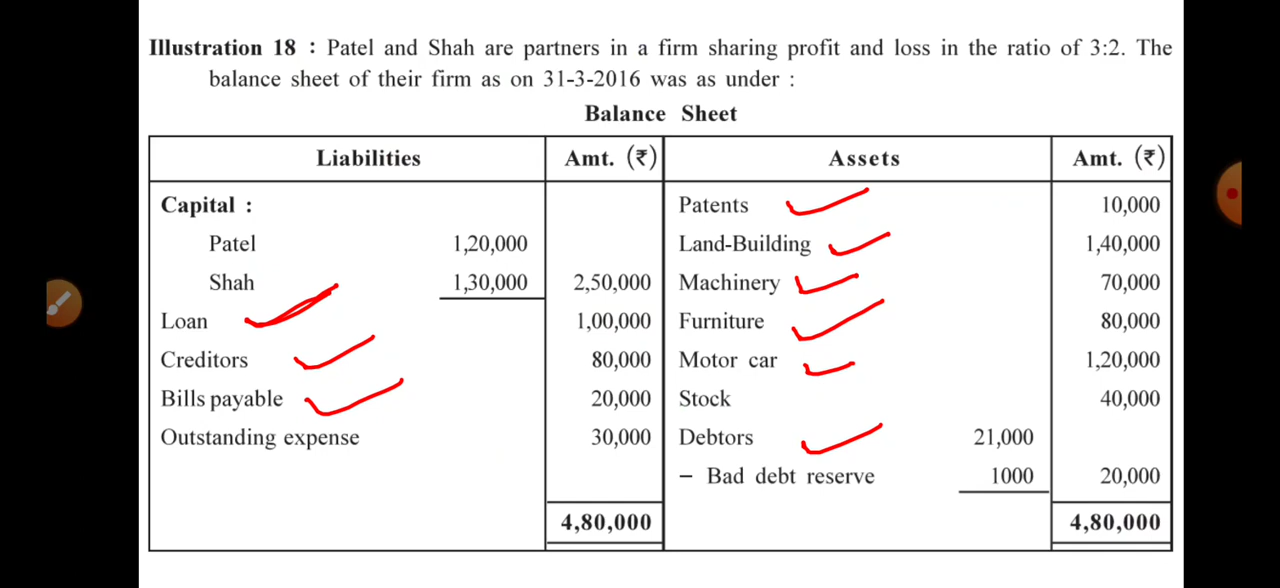 Illustration 18 : Patel and Shah are partners in a firm sharing profit and loss in the ratio of 3:2. The
balance sheet of their firm as on 31-3-2016 was as under :
Balance Sheet
Liabilities Amt. (₹) Assets Amt. (₹)
Capital : Patents 10,000
Patel 1,20,000 Land-Building 1,40,000
Shah 1,30,000 2,50,000 Machinery 70,000
Loan 1,00,000 Furniture 80,000
Creditors 80,000 Motor car 1,20,000
Bills payable 20,000 Stock 40,000
Outstanding expense 30,000 Debtors 21,000
– Bad debt reserve 1000 20,000
4,80,000 4,80,000